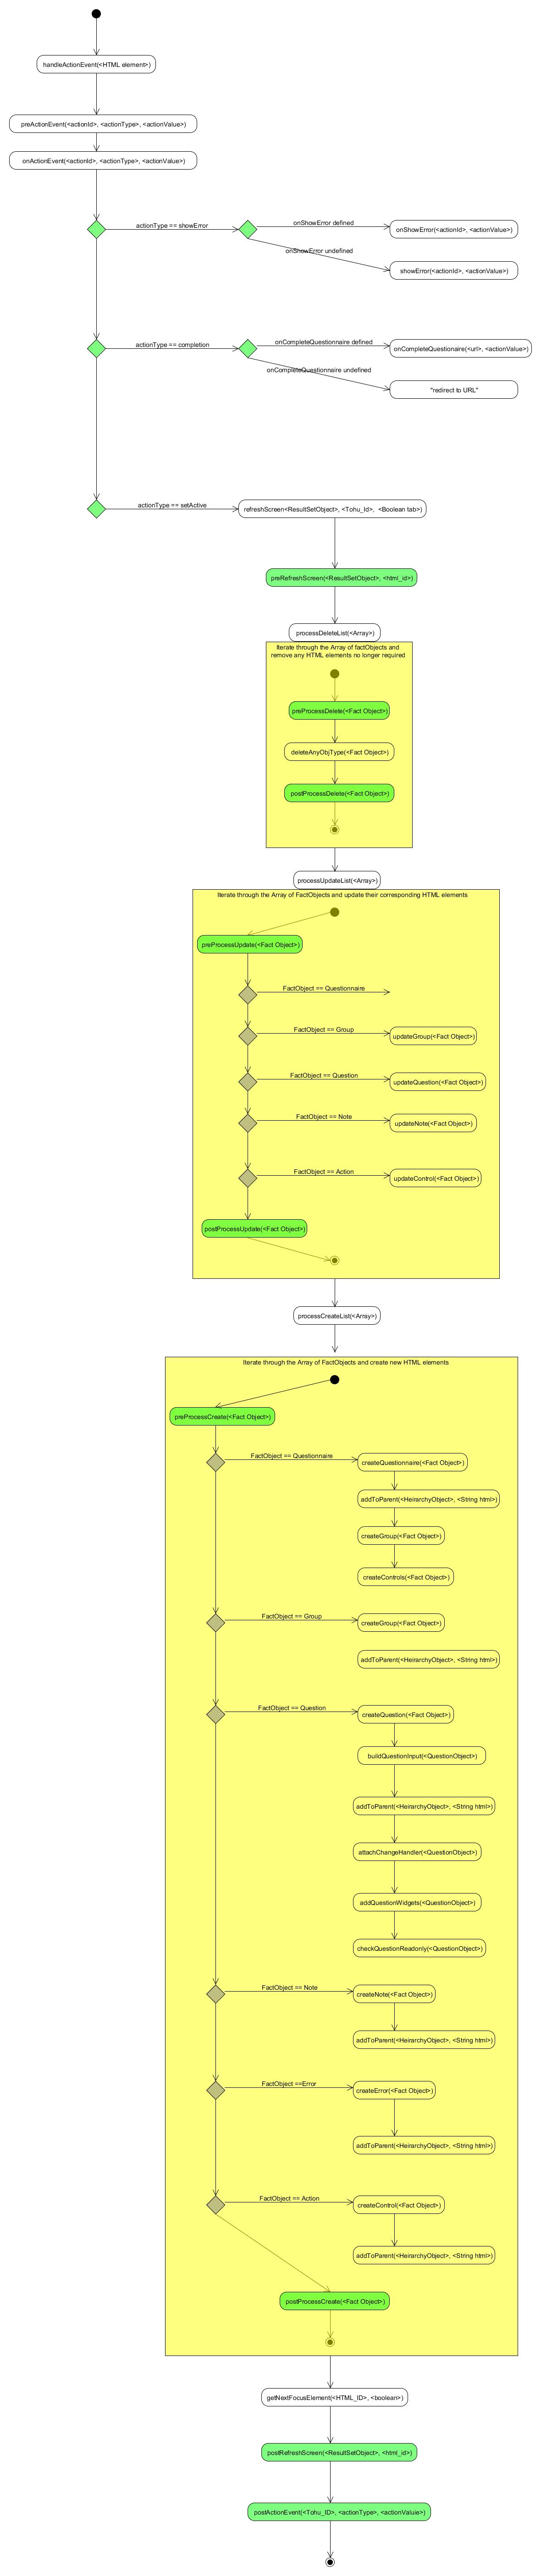 handleActionEvent(<HTML element>)
preActionEvent(<actionId>, <actionType>, <actionValue>)
onActionEvent(<actionId>, <actionType>, <actionValue>)
actionType == showError
onShowError defined
onShowError(<actionId>, <actionValue>)
onShowError undefined
showError(<actionId>, <actionValue>)
actionType == completion
onCompleteQuestionnaire defined
onCompleteQuestionaire(<url>, <actionValue>)
onCompleteQuestionnaire undefined
"redirect to URL"
actionType == setActive
refreshScreen<ResultSetObject>, <Tohu_Id>, <Boolean tab>)
preRefreshScreen(<ResultSetObject>, <html_id>)
processDeleteList(<Array>)
Iterate through the Array of factObjects and
remove any HTML elements no longer required
preProcessDelete(<Fact Object>)
deleteAnyObjType(<Fact Object>)
postProcessDelete(<Fact Object>)
processUpdateList(<Array>)
Iterate through the Array of FactObjects and update their corresponding HTML elements
preProcessUpdate(<Fact Object>)
FactObject == Questionnaire
FactObject == Group
updateGroup(<Fact Object>)
FactObject == Question
updateQuestion(<Fact Object>)
FactObject == Note
updateNote(<Fact Object>)
FactObject == Action
updateControl(<Fact Object>)
postProcessUpdate(<Fact Object>)
processCreateList(<Array>)
Iterate through the Array of FactObjects and create new HTML elements
preProcessCreate(<Fact Object>)
FactObject == Questionnaire
createQuestionnaire(<Fact Object>)
addToParent(<HeirarchyObject>, <String html>)
createGroup(<Fact Object>)
createControls(<Fact Object>)
FactObject == Group
createGroup(<Fact Object>)
addToParent(<HeirarchyObject>, <String html>)
FactObject == Question
createQuestion(<Fact Object>)
buildQuestionInput(<QuestionObject>)
addToParent(<HeirarchyObject>, <String html>)
attachChangeHandler(<QuestionObject>)
addQuestionWidgets(<QuestionObject>)
checkQuestionReadonly(<QuestionObject>)
FactObject == Note
createNote(<Fact Object>)
addToParent(<HeirarchyObject>, <String html>)
FactObject ==Error
createError(<Fact Object>)
addToParent(<HeirarchyObject>, <String html>)
FactObject == Action
createControl(<Fact Object>)
addToParent(<HeirarchyObject>, <String html>)
postProcessCreate(<Fact Object>)
getNextFocusElement(<HTML_ID>, <boolean>)
postRefreshScreen(<ResultSetObject>, <html_id>)
postActionEvent(<Tohu_ID>, <actionType>, <actionValuie>)